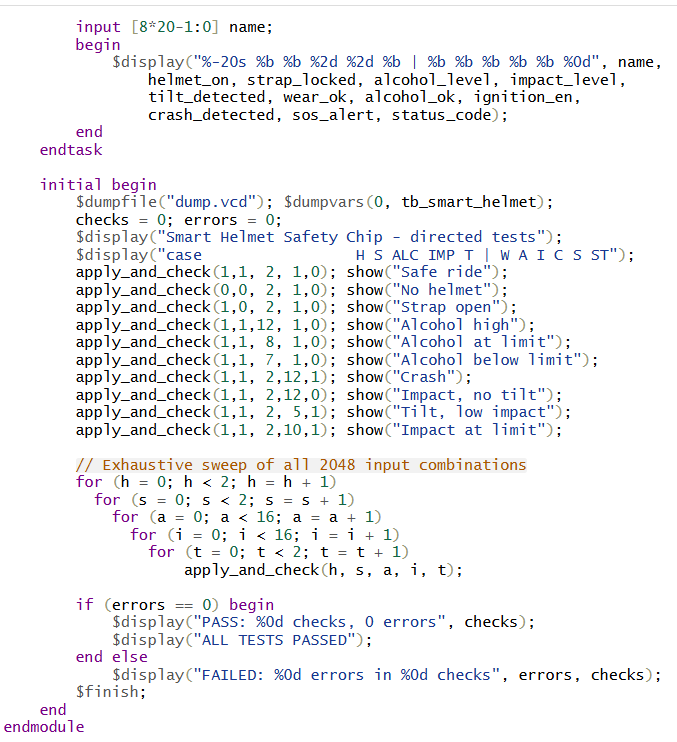 input [8*20-1:0] name;
        begin
            $display("%-20s %b %b %2d %2d %b | %b %b %b %b %b %0d", name,
                helmet_on, strap_locked, alcohol_level, impact_level,
                tilt_detected, wear_ok, alcohol_ok, ignition_en,
                crash_detected, sos_alert, status_code);
        end
    endtask

    initial begin
        $dumpfile("dump.vcd"); $dumpvars(0, tb_smart_helmet);
        checks = 0; errors = 0;
        $display("Smart Helmet Safety Chip - directed tests");
        $display("case                 H S ALC IMP T | W A I C S ST");
        apply_and_check(1,1, 2, 1,0); show("Safe ride");
        apply_and_check(0,0, 2, 1,0); show("No helmet");
        apply_and_check(1,0, 2, 1,0); show("Strap open");
        apply_and_check(1,1,12, 1,0); show("Alcohol high");
        apply_and_check(1,1, 8, 1,0); show("Alcohol at limit");
        apply_and_check(1,1, 7, 1,0); show("Alcohol below limit");
        apply_and_check(1,1, 2,12,1); show("Crash");
        apply_and_check(1,1, 2,12,0); show("Impact, no tilt");
        apply_and_check(1,1, 2, 5,1); show("Tilt, low impact");
        apply_and_check(1,1, 2,10,1); show("Impact at limit");

        // Exhaustive sweep of all 2048 input combinations
        for (h = 0; h < 2; h = h + 1)
          for (s = 0; s < 2; s = s + 1)
            for (a = 0; a < 16; a = a + 1)
              for (i = 0; i < 16; i = i + 1)
                for (t = 0; t < 2; t = t + 1)
                    apply_and_check(h, s, a, i, t);

        if (errors == 0) begin
            $display("PASS: %0d checks, 0 errors", checks);
            $display("ALL TESTS PASSED");
        end else
            $display("FAILED: %0d errors in %0d checks", errors, checks);
        $finish;
    end
endmodule